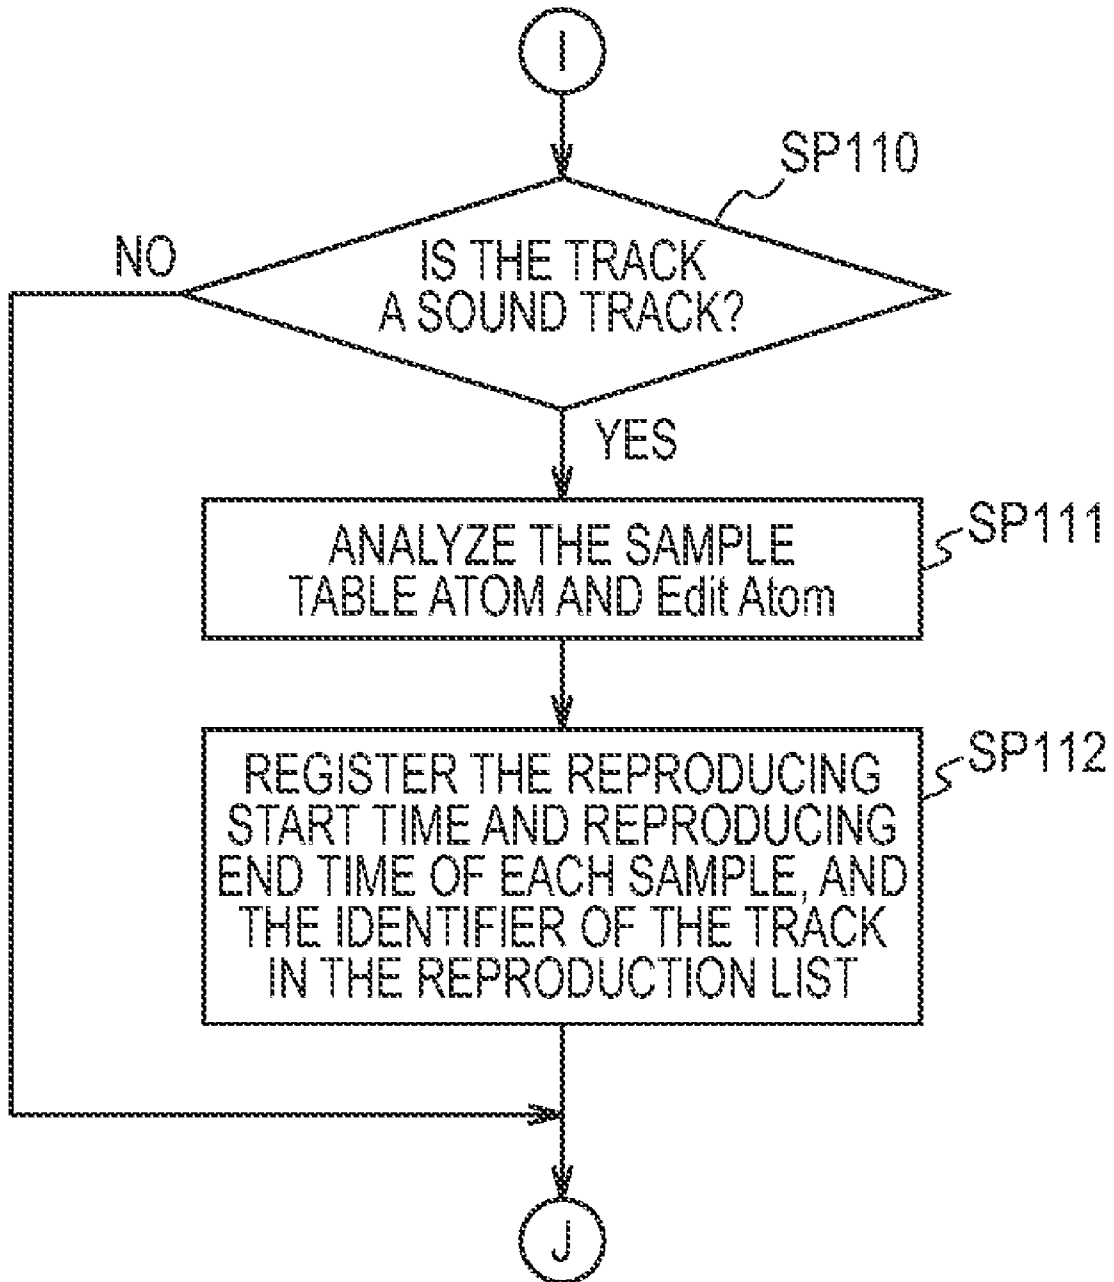 I
SP110
NO
IS THE TRACK
A SOUND TRACK?
YES
SP111
ANALYZE THE SAMPLE
TABLE ATOM AND Edit Atom
SP112
REGISTER THE REPRODUCING
START TIME AND REPRODUCING
END TIME OF EACH SAMPLE, AND
THE IDENTIFIER OF THE TRACK
IN THE REPRODUCTION LIST
J